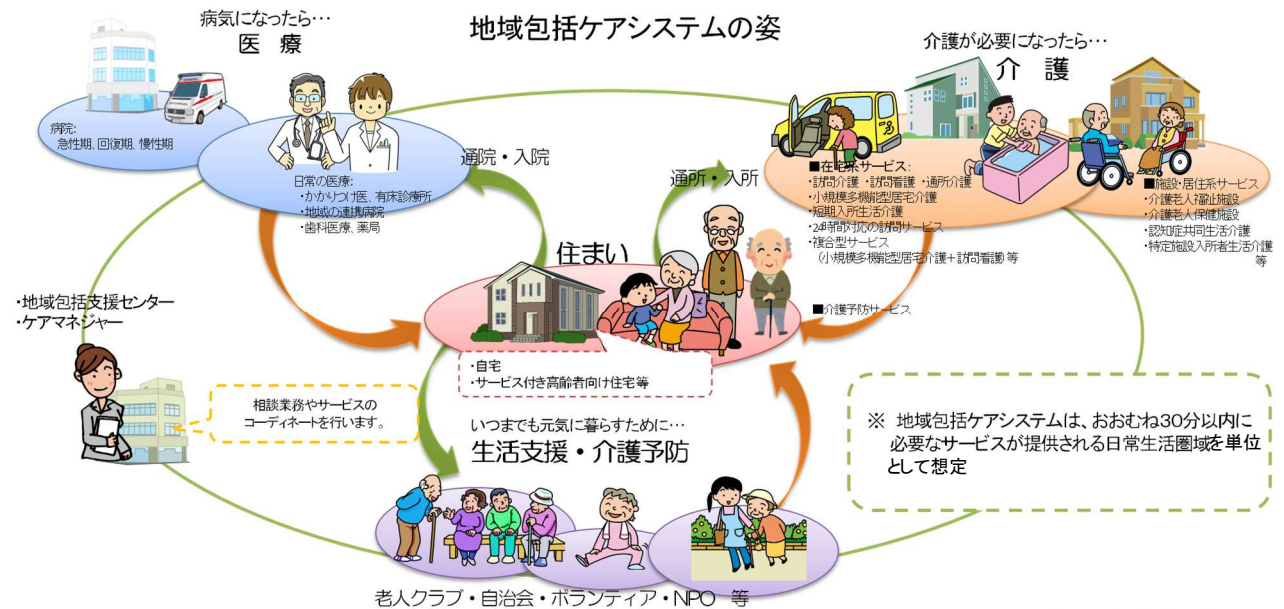 地域包括ケアシステムの姿
病気になったら…
医 療
病院:
急性期、回復期、慢性期
日常の医療:
・かかりつけ医、有床診療所
・地域の連携病院
・歯科医療、薬局
通院・入院
通所・入所
介護が必要になったら…
介 護
■在宅系サービス:
・訪問介護 ・訪問看護 ・通所介護
・小規模多機能型居宅介護
・短期入所生活介護
・24時間対応の訪問サービス
・複合型サービス
(小規模多機能型居宅介護+訪問看護)等
■介護予防サービス
■施設・居住系サービス
・介護老人福祉施設
・介護老人保健施設
・認知症共同生活介護
・特定施設入所者生活介護
等
住まい
・自宅
・サービス付き高齢者向け住宅等
・地域包括支援センター
・ケアマネジャー
相談業務やサービスの
コーディネートを行います。
いつまでも元気に暮らすために…
生活支援・介護予防
老人クラブ・自治会・ボランティア・NPO 等
※ 地域包括ケアシステムは、おおむね30分以内に
必要なサービスが提供される日常生活圏域を単位
として想定